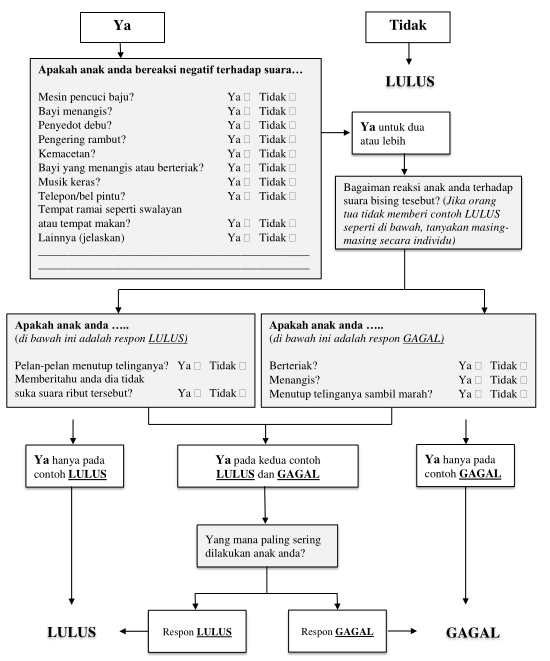 Ya
Tidak
Apakah anak anda bereaksi negatif terhadap suara…
LULUS
Mesin pencuci baju? Ya □ Tidak □
Bayi menangis? Ya □ Tidak □
Penyedot debu? Ya □ Tidak □
Pengering rambut? Ya □ Tidak □
Kemacetan? Ya □ Tidak □
Bayi yang menangis atau berteriak? Ya □ Tidak □
Musik keras? Ya □ Tidak □
Telepon/bel pintu? Ya □ Tidak □
Tempat ramai seperti swalayan
atau tempat makan? Ya □ Tidak □
Lainnya (jelaskan) Ya □ Tidak □
Ya untuk dua
atau lebih
Bagaiman reaksi anak anda terhadap
suara bising tesebut? (Jika orang
tua tidak memberi contoh LULUS
seperti di bawah, tanyakan masing-
masing secara individu)
Apakah anak anda …..
(di bawah ini adalah respon LULUS)
Pelan-pelan menutup telinganya? Ya □ Tidak □
Memberitahu anda dia tidak
suka suara ribut tersebut? Ya □ Tidak □
Apakah anak anda …..
(di bawah ini adalah respon GAGAL)
Berteriak? Ya □ Tidak □
Menangis? Ya □ Tidak □
Menutup telinganya sambil marah? Ya □ Tidak □
Ya hanya pada
contoh LULUS
Ya pada kedua contoh
LULUS dan GAGAL
Ya hanya pada
contoh GAGAL
Yang mana paling sering
dilakukan anak anda?
LULUS
Respon LULUS
Respon GAGAL
GAGAL